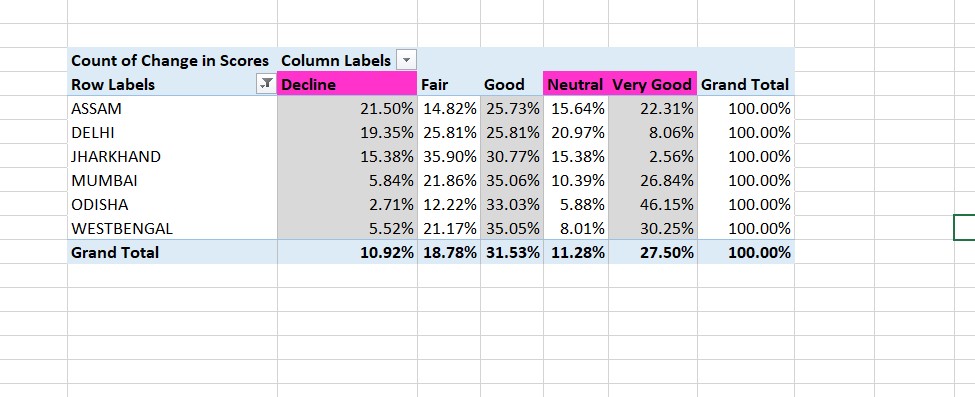 Count of Change in Scores Column Labels
Row Labels Decline Fair Good Neutral Very Good Grand Total
ASSAM 21.50% 14.82% 25.73% 15.64% 22.31% 100.00%
DELHI 19.35% 25.81% 25.81% 20.97% 8.06% 100.00%
JHARKHAND 15.38% 35.90% 30.77% 15.38% 2.56% 100.00%
MUMBAI 5.84% 21.86% 35.06% 10.39% 26.84% 100.00%
ODISHA 2.71% 12.22% 33.03% 5.88% 46.15% 100.00%
WESTBENGAL 5.52% 21.17% 35.05% 8.01% 30.25% 100.00%
Grand Total 10.92% 18.78% 31.53% 11.28% 27.50% 100.00%